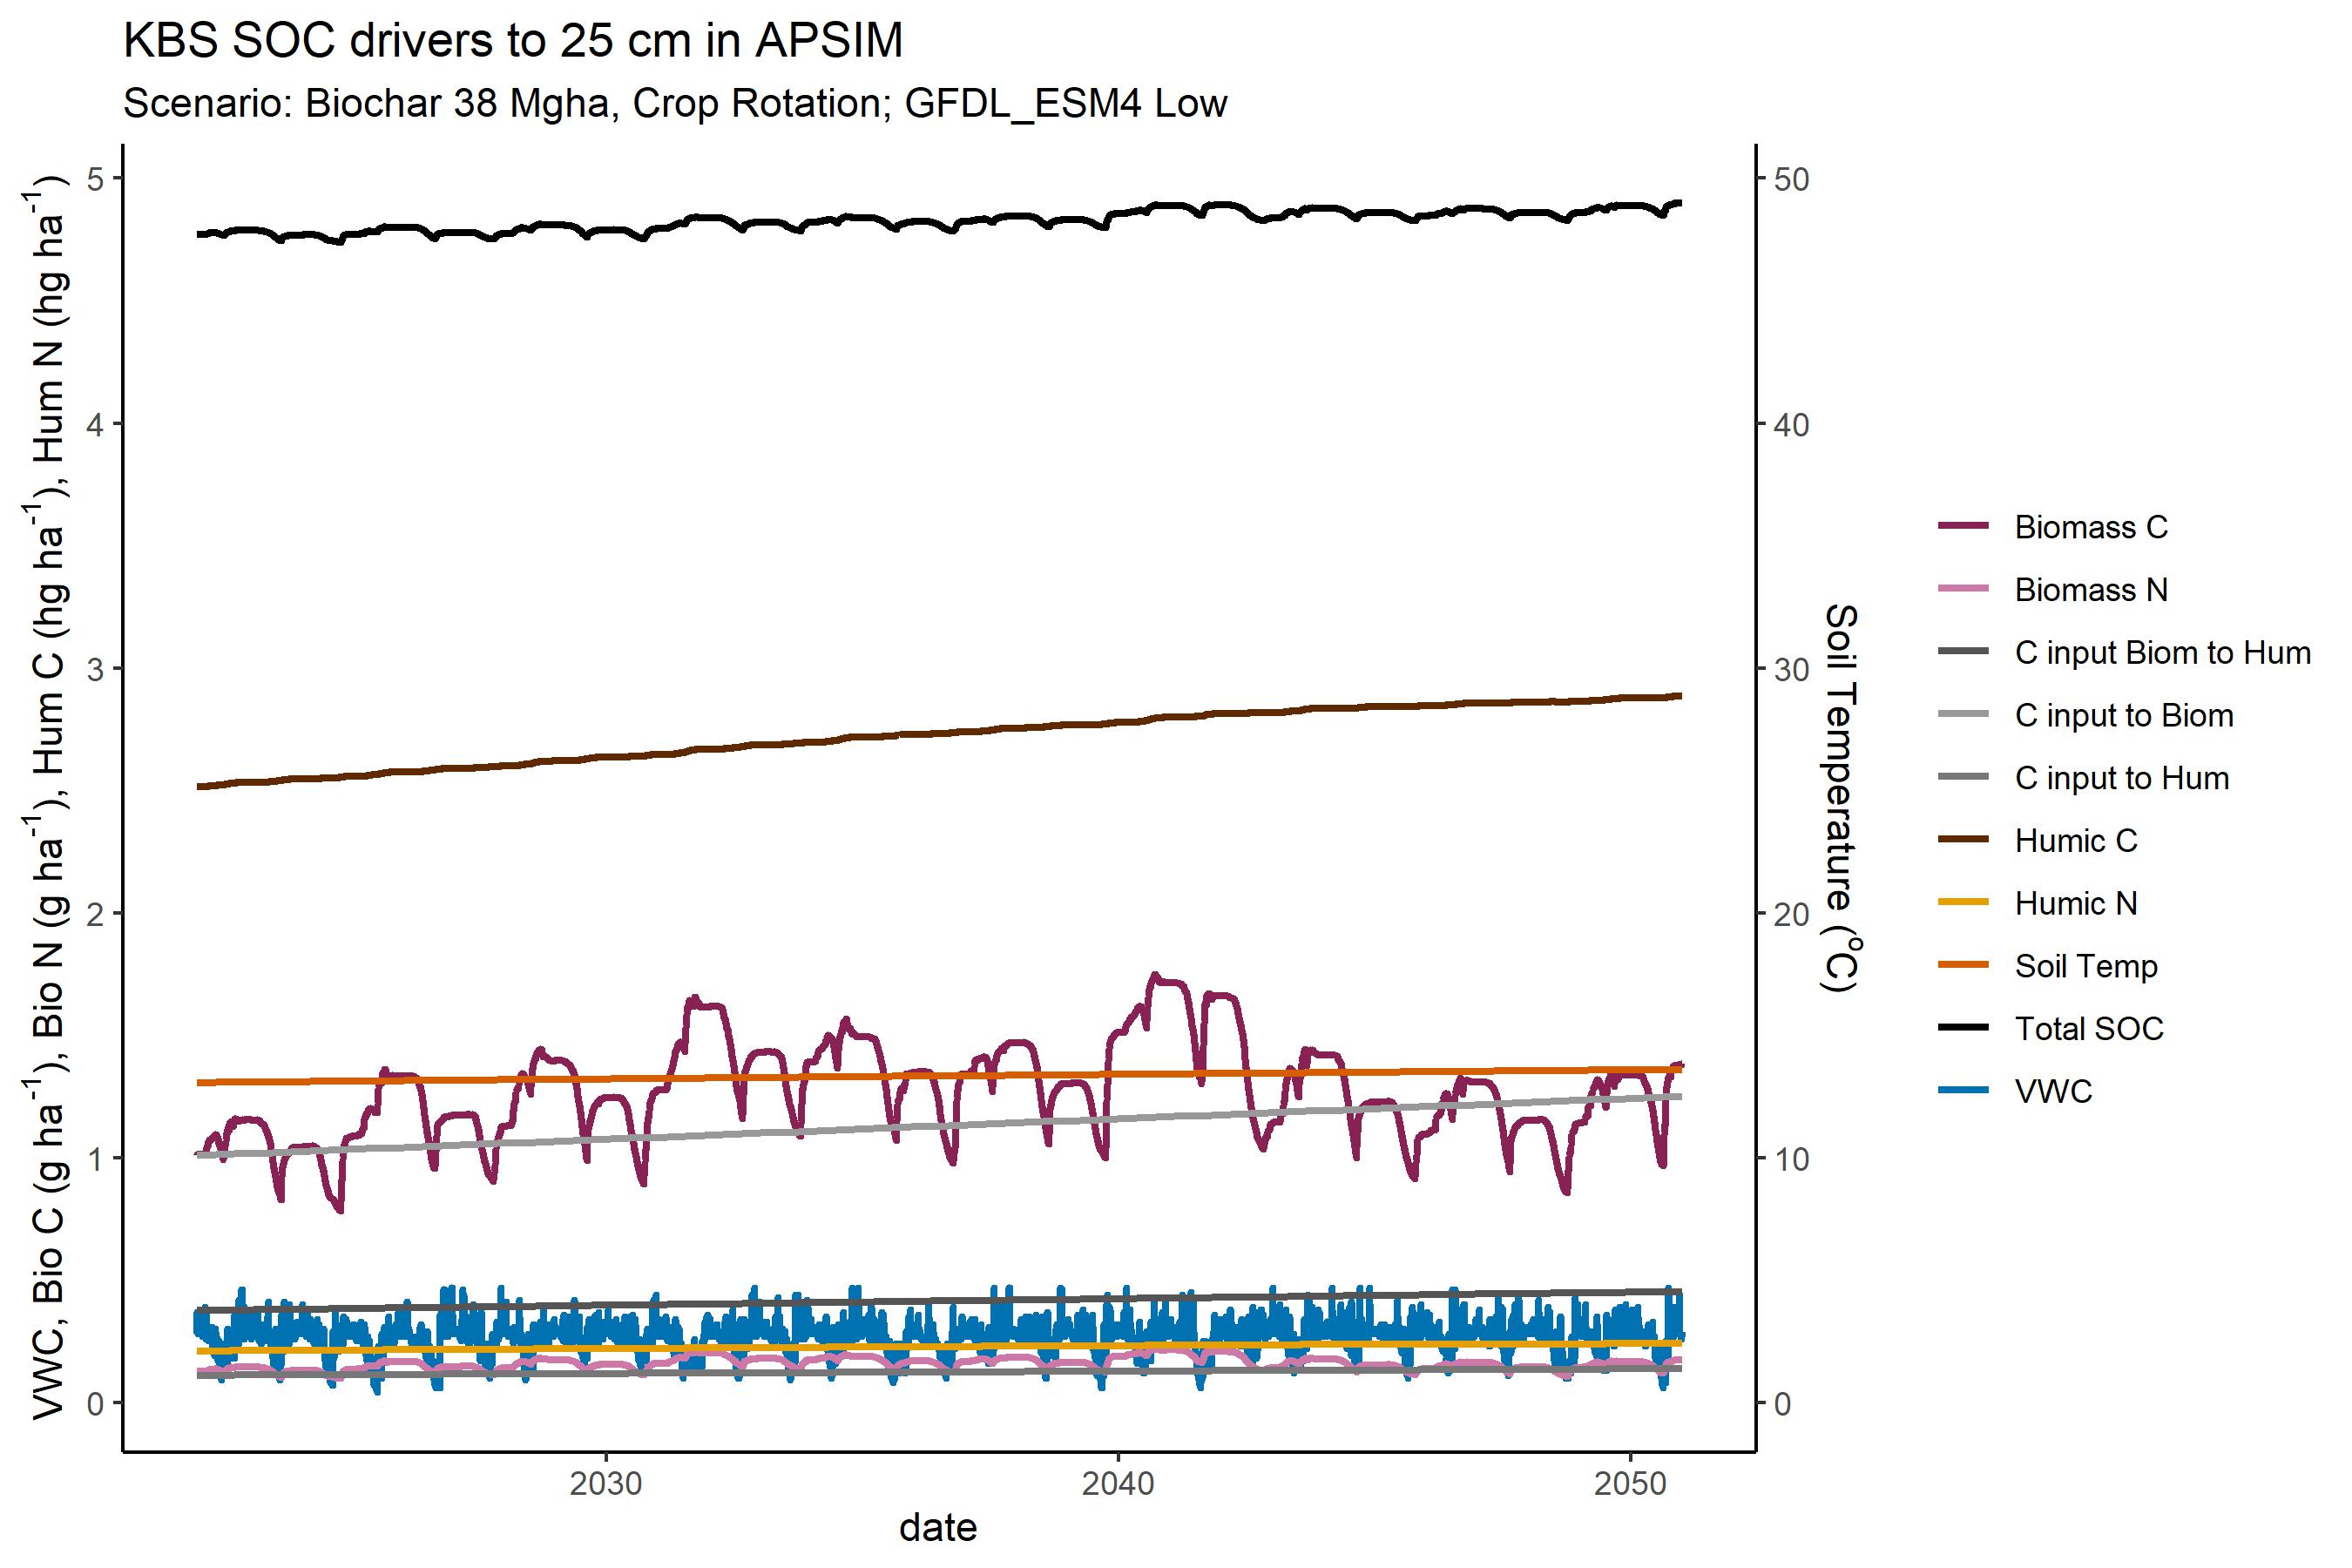 KBS SOC drivers to 25 cm in APSIM
Scenario: Biochar 38 Mgha, Crop Rotation; GFDL_ESM4 Low
VWC, Bio C (g ha⁻¹), Bio N (g ha⁻¹), Hum C (hg ha⁻¹), Hum N (hg ha⁻¹)
5
4
3
2
1
0
50
40
30
20
10
0
Soil Temperature (ºC)
2030
2040
2050
date
Biomass C
Biomass N
C input Biom to Hum
C input to Biom
C input to Hum
Humic C
Humic N
Soil Temp
Total SOC
VWC